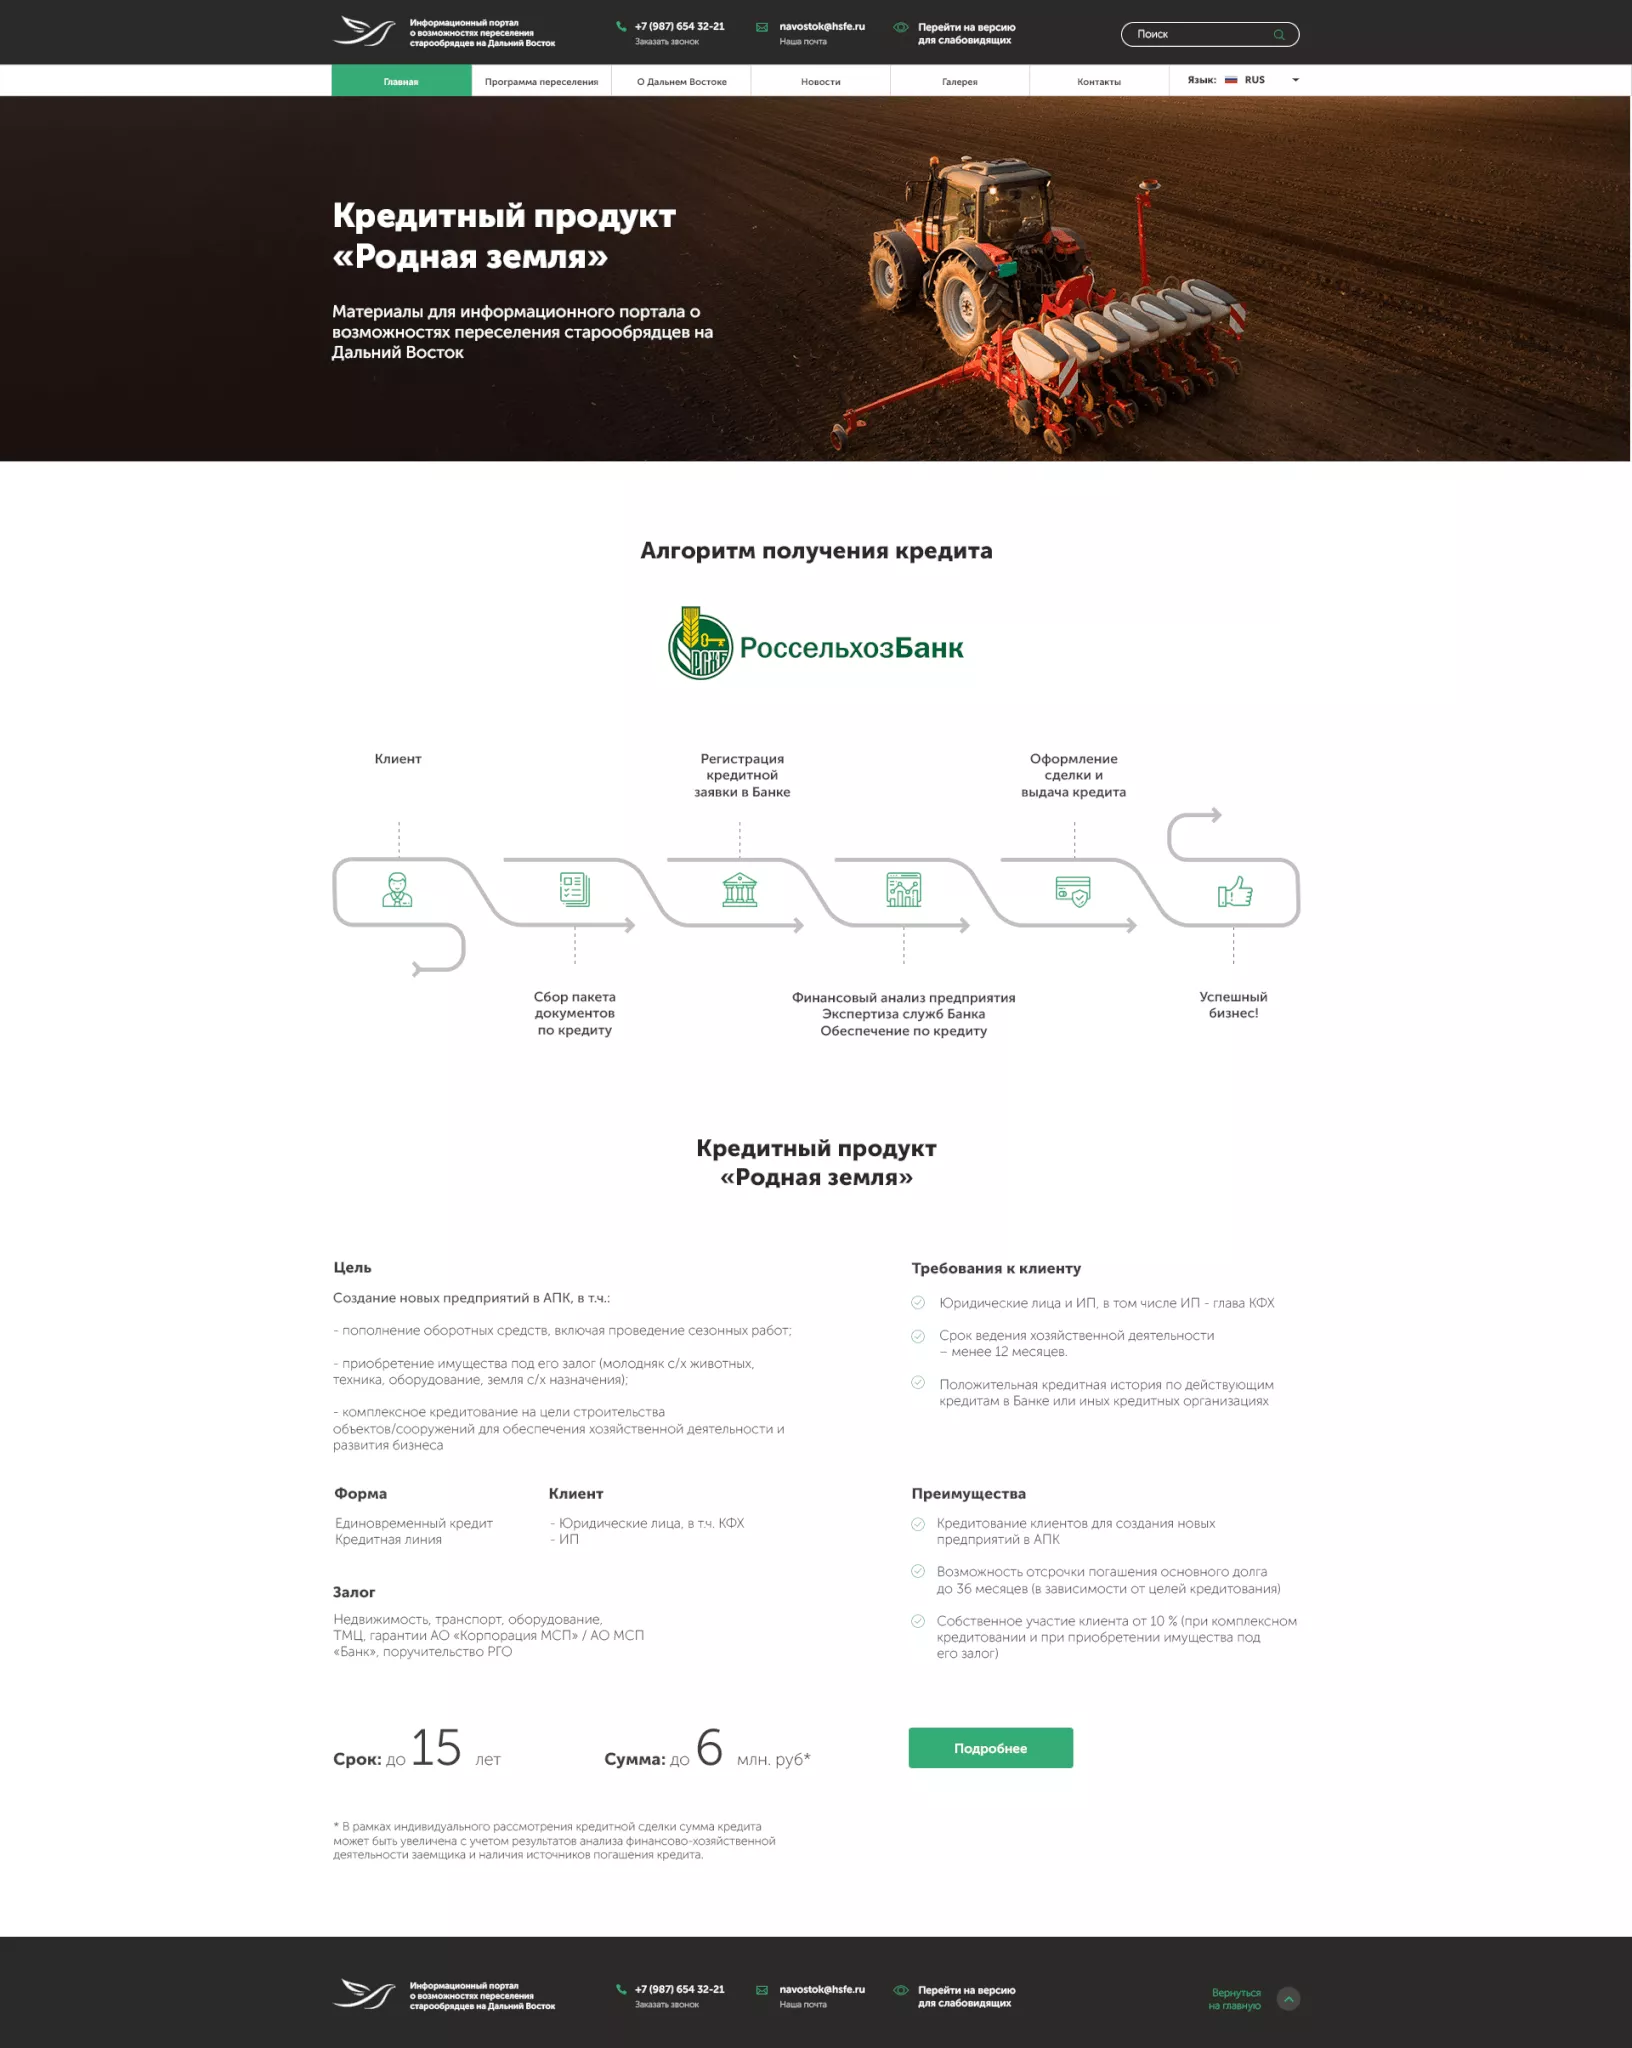 Информационный портал
о возможностях переселения
старообрядцев на Дальний Восток
+7 (987) 654 32-21
Заказать звонок
navostok@hsfe.ru
Наша почта
Перейти на версию
для слабовидящих
Поиск
Главная
Программа переселения
О Дальнем Востоке
Новости
Галерея
Контакты
Язык: RUS
Кредитный продукт
«Родная земля»
Материалы для информационного портала о
возможностях переселения старообрядцев на
Дальний Восток
Алгоритм получения кредита
РСХБ
РоссельхозБанк
Клиент
Регистрация
кредитной
заявки в Банке
Оформление
сделки и
выдача кредита
Сбор пакета
документов
по кредиту
Финансовый анализ предприятия
Экспертиза служб Банка
Обеспечение по кредиту
Успешный
бизнес!
Кредитный продукт
«Родная земля»
Цель
Создание новых предприятий в АПК, в т.ч.:
- пополнение оборотных средств, включая проведение сезонных работ;
- приобретение имущества под его залог (молодняк с/х животных,
техника, оборудование, земля с/х назначения);
- комплексное кредитование на цели строительства
объектов/сооружений для обеспечения хозяйственной деятельности и
развития бизнеса
Требования к клиенту
Юридические лица и ИП, в том числе ИП - глава КФХ
Срок ведения хозяйственной деятельности
– менее 12 месяцев.
Положительная кредитная история по действующим
кредитам в Банке или иных кредитных организациях
Форма
Единовременный кредит
Кредитная линия
Клиент
- Юридические лица, в т.ч. КФХ
- ИП
Преимущества
Кредитование клиентов для создания новых
предприятий в АПК
Возможность отсрочки погашения основного долга
до 36 месяцев (в зависимости от целей кредитования)
Собственное участие клиента от 10 % (при комплексном
кредитовании и при приобретении имущества под
его залог)
Залог
Недвижимость, транспорт, оборудование,
ТМЦ, гарантии АО «Корпорация МСП» / АО МСП
«Банк», поручительство РГО
Срок: до 15 лет
Сумма: до 6 млн. руб*
Подробнее
* В рамках индивидуального рассмотрения кредитной сделки сумма кредита
может быть увеличена с учетом результатов анализа финансово-хозяйственной
деятельности заемщика и наличия источников погашения кредита.
Информационный портал
о возможностях переселения
старообрядцев на Дальний Восток
+7 (987) 654 32-21
Заказать звонок
navostok@hsfe.ru
Наша почта
Перейти на версию
для слабовидящих
Вернуться
на главную